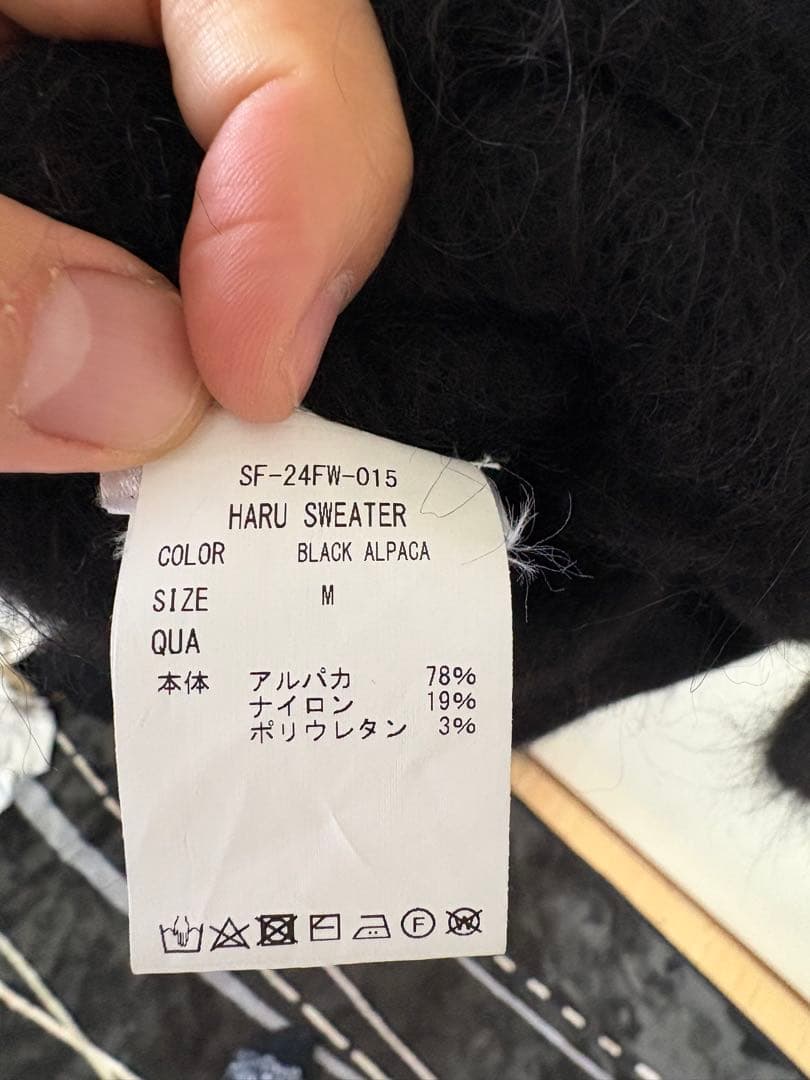 SF-24FW-015
HARU SWEATER
COLOR BLACK ALPACA
SIZE M
QUA
本体 アルパカ 78%
ナイロン 19%
ポリウレタン 3%
F W